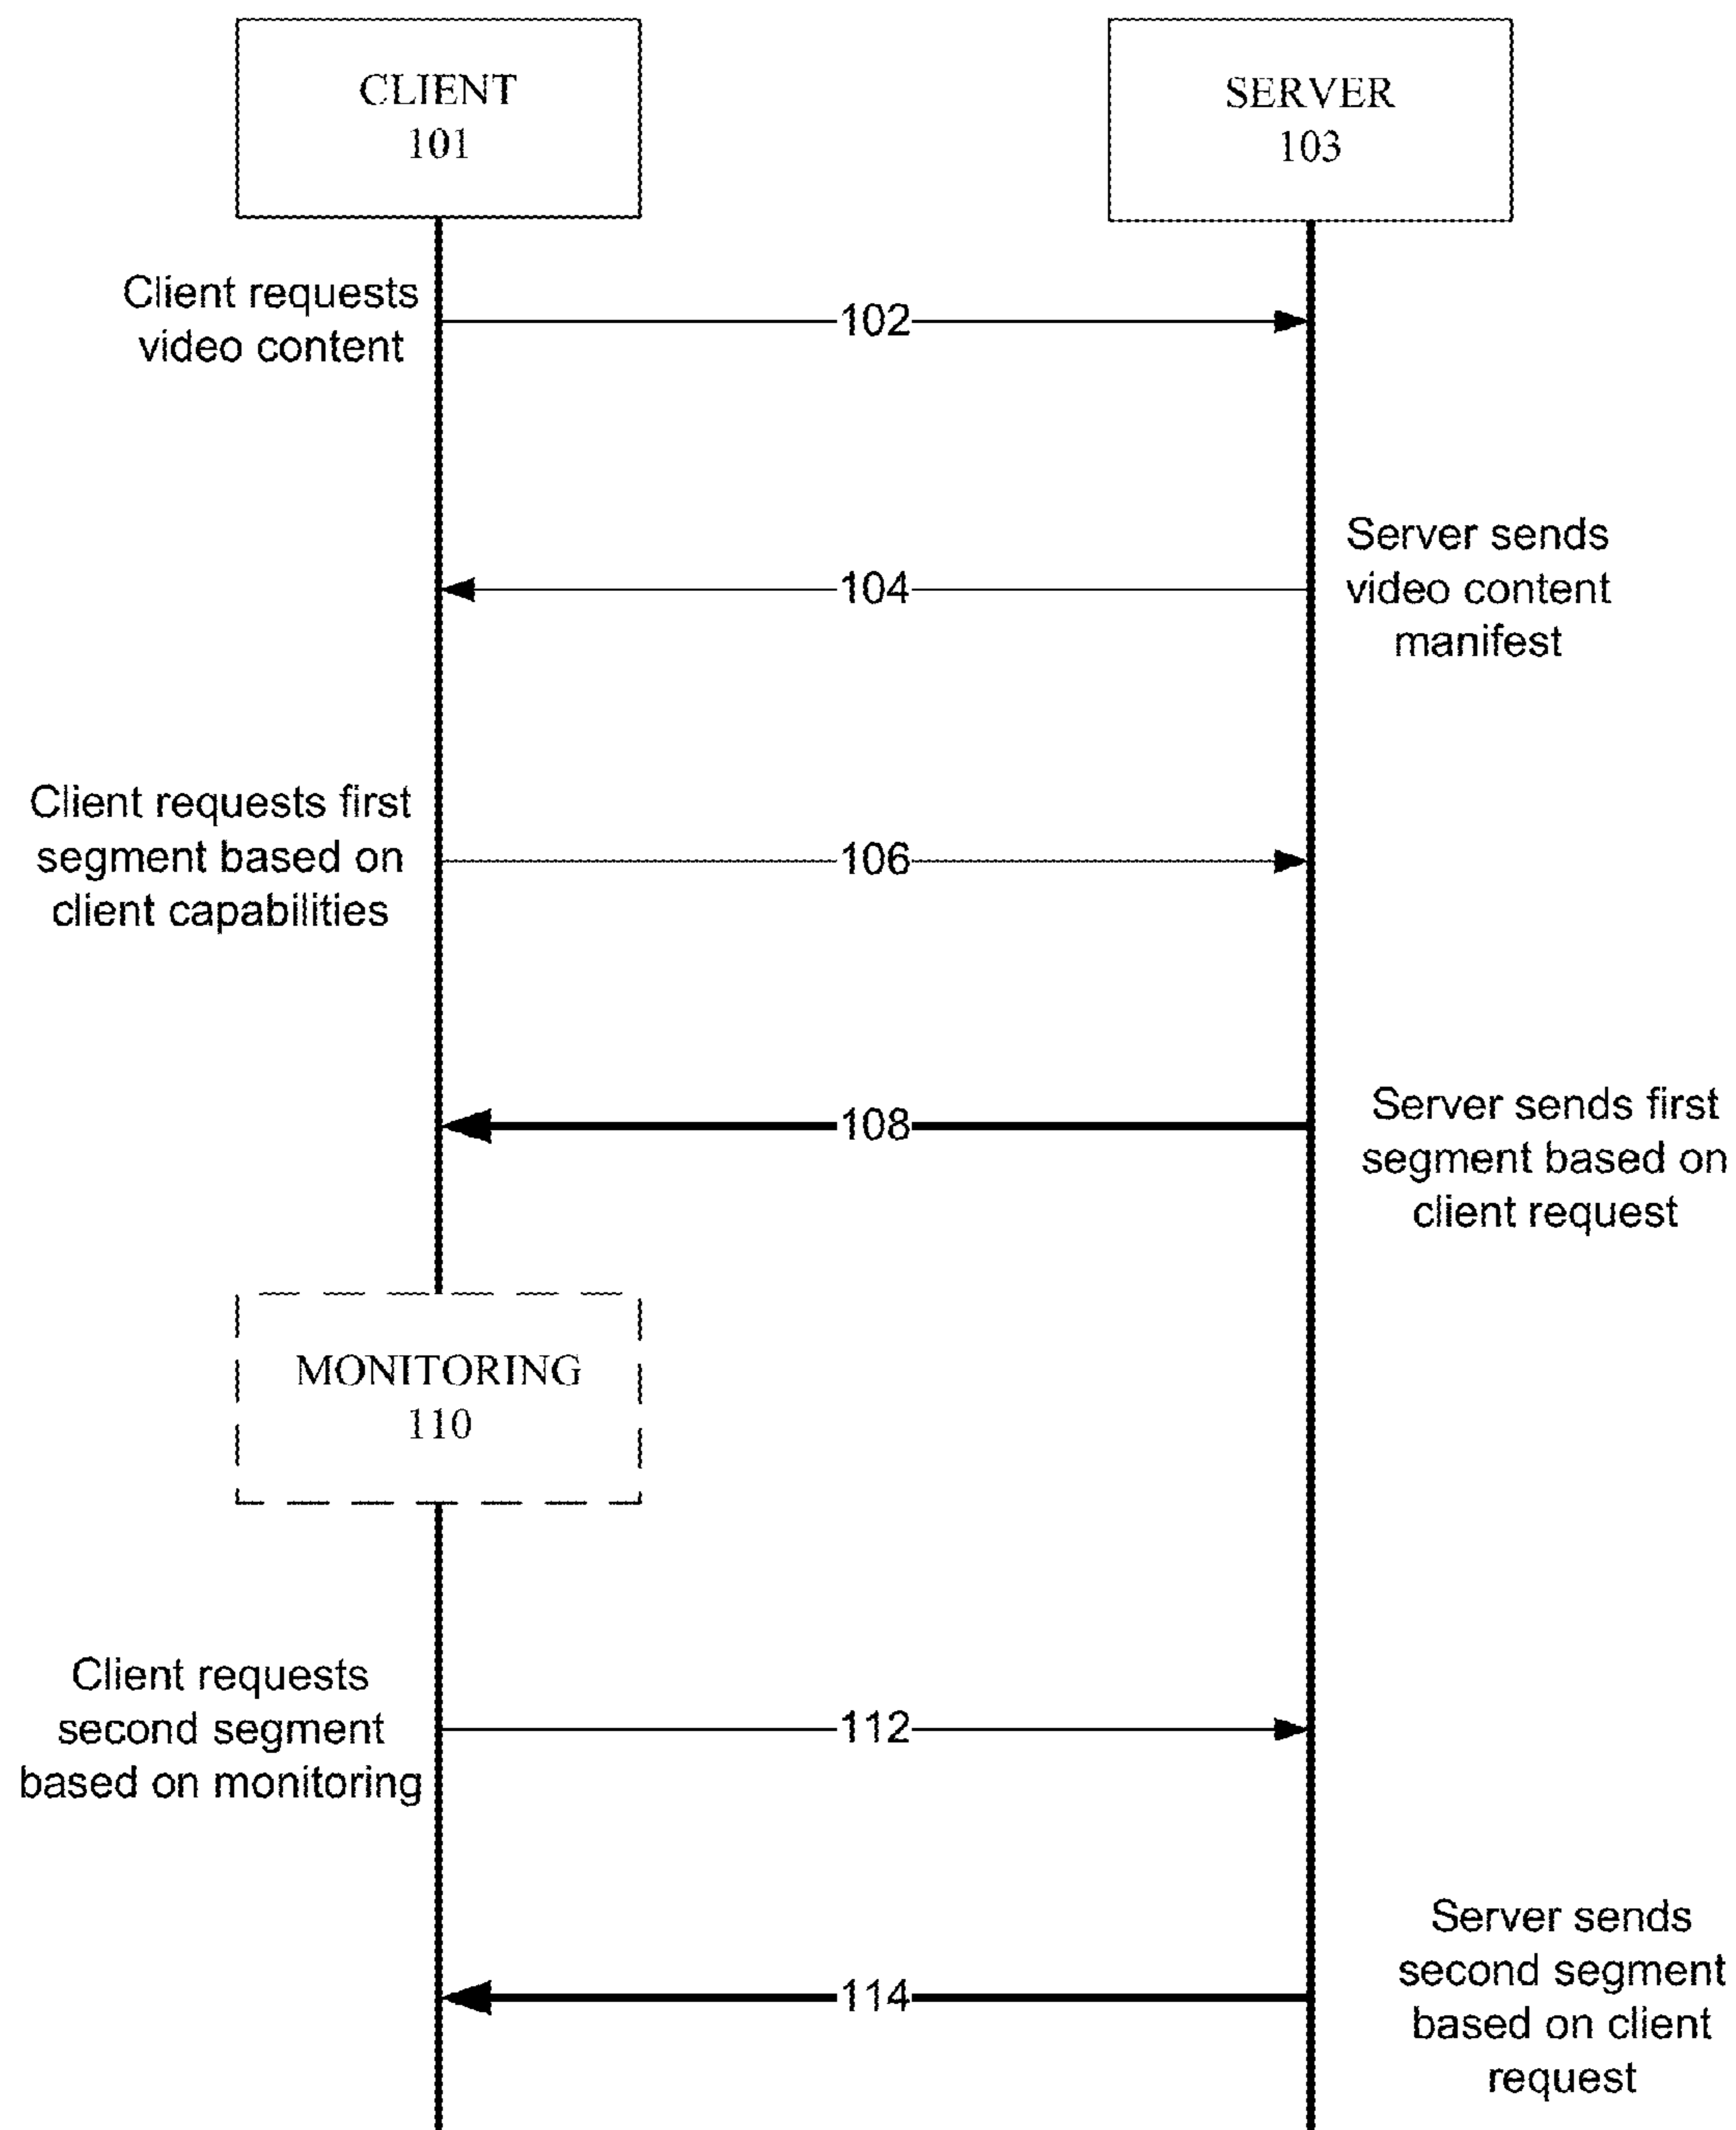 CLIENT
101
SERVER
103
Client requests
video content
102
Server sends
video content
manifest
104
Client requests first
segment based on
client capabilities
106
Server sends first
segment based on
client request
108
MONITORING
110
Client requests
second segment
based on monitoring
112
Server sends
second segment
based on client
request
114